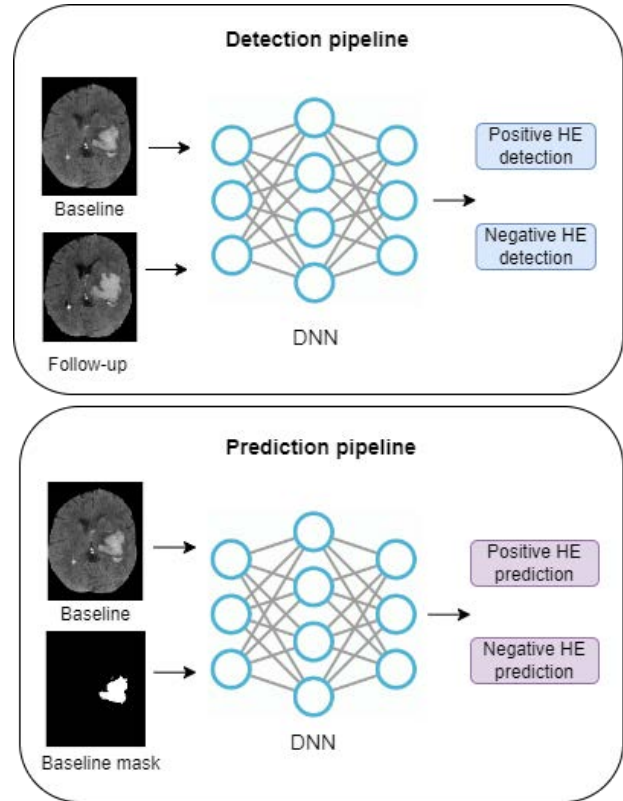 Detection pipeline
Baseline
Follow-up
DNN
Positive HE
detection
Negative HE
detection
Prediction pipeline
Baseline
Baseline mask
DNN
Positive HE
prediction
Negative HE
prediction